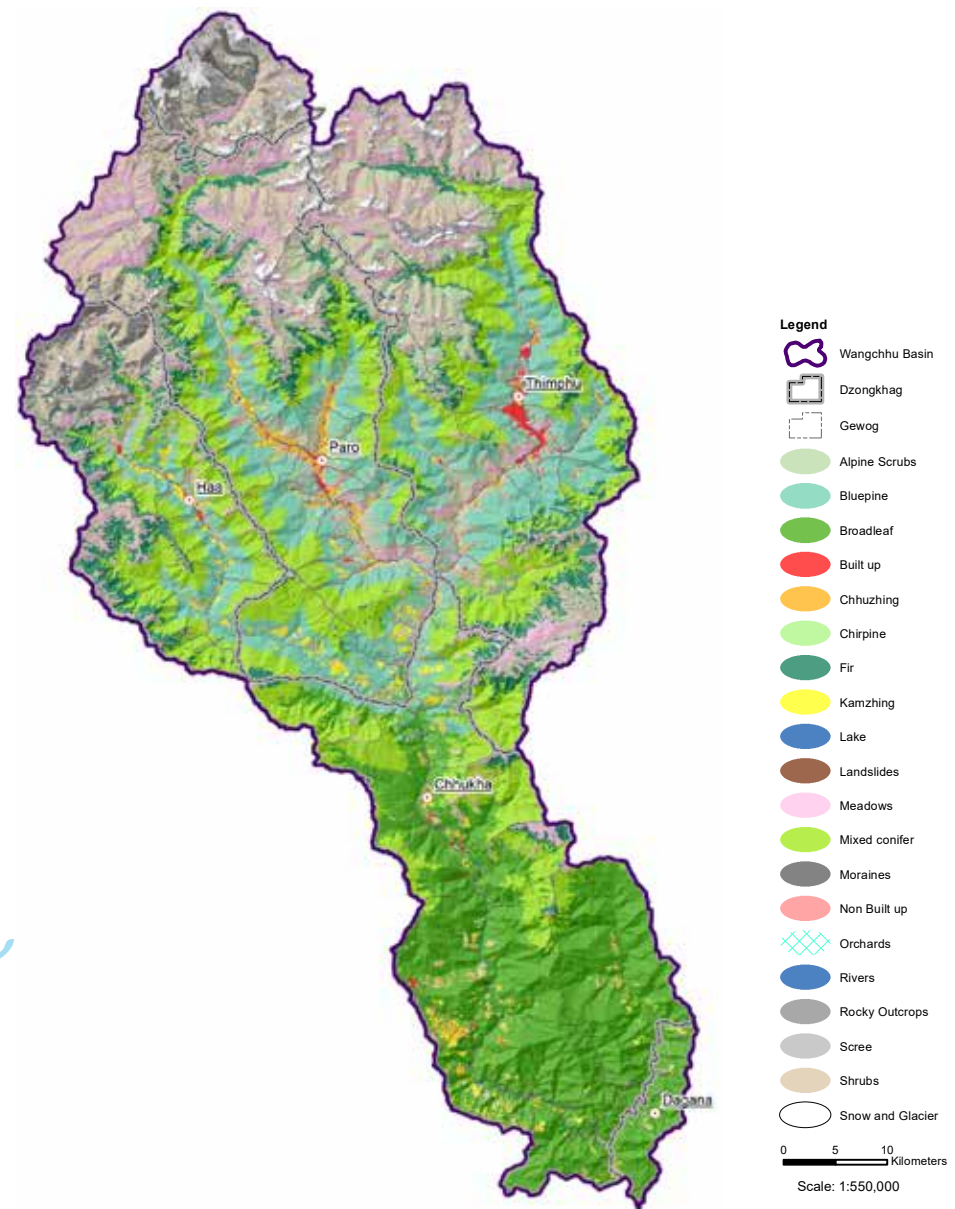 Thimphu
Paro
Haa
Chhukha
Dagana
Legend
Wangchhu Basin
Dzongkhag
Gewog
Alpine Scrubs
Bluepine
Broadleaf
Built up
Chhuzhing
Chirpine
Fir
Kamzhing
Lake
Landslides
Meadows
Mixed conifer
Moraines
Non Built up
Orchards
Rivers
Rocky Outcrops
Scree
Shrubs
Snow and Glacier
0 5 10
Kilometers
Scale: 1:550,000